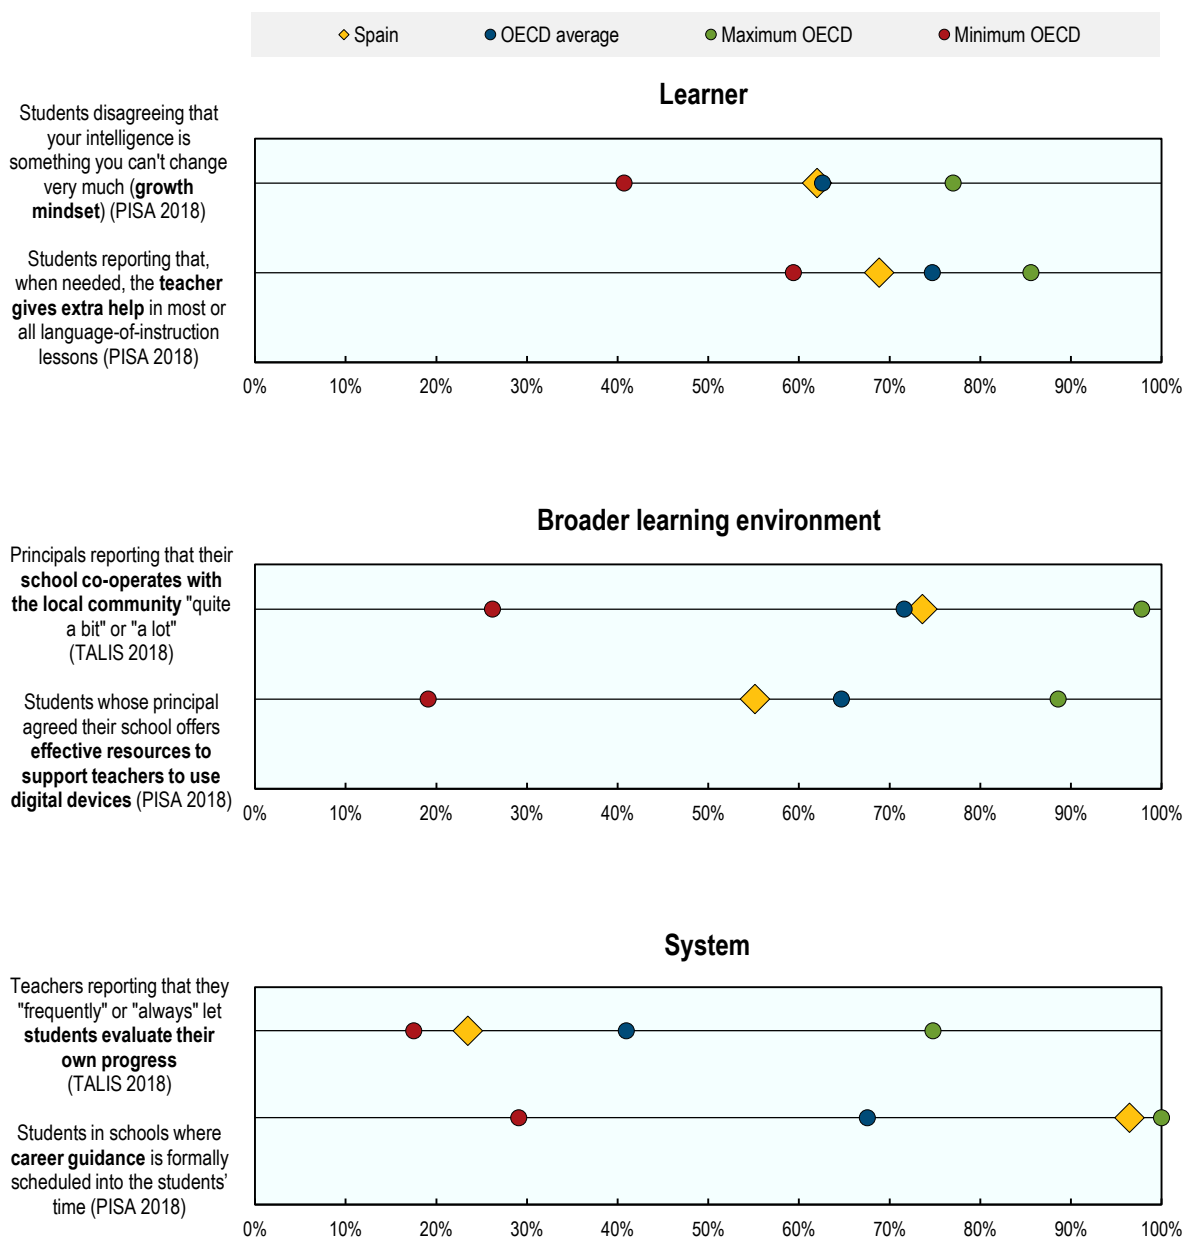 Spain OECD average Maximum OECD Minimum OECD
Learner
Students disagreeing that
your intelligence is
something you can't change
very much (growth
mindset) (PISA 2018)
Students reporting that,
when needed, the teacher
gives extra help in most or
all language-of-instruction
lessons (PISA 2018)
0% 10% 20% 30% 40% 50% 60% 70% 80% 90% 100%
Broader learning environment
Principals reporting that their
school co-operates with
the local community "quite
a bit" or "a lot"
(TALIS 2018)
Students whose principal
agreed their school offers
effective resources to
support teachers to use
digital devices (PISA 2018)
0% 10% 20% 30% 40% 50% 60% 70% 80% 90% 100%
System
Teachers reporting that they
"frequently" or "always" let
students evaluate their
own progress
(TALIS 2018)
Students in schools where
career guidance is formally
scheduled into the students’
time (PISA 2018)
0% 10% 20% 30% 40% 50% 60% 70% 80% 90% 100%